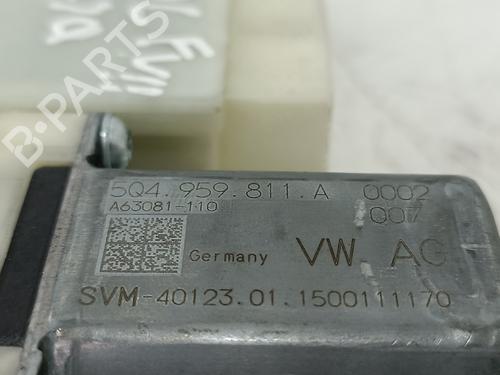 B-PARTS
5Q4.959.811.A 0002
A63081-110 007
Germany VW AG
SVM-40123.01.1500111170